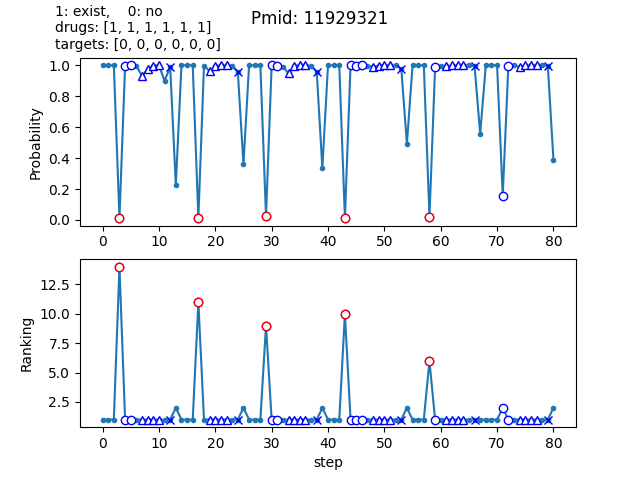 1: exist,    0: no
drugs: [1, 1, 1, 1, 1, 1]
targets: [0, 0, 0, 0, 0, 0]
Pmid: 11929321
1.0
0.8
0.6
0.4
0.2
0.0
Probability
0 10 20 30 40 50 60 70 80
12.5
10.0
7.5
5.0
2.5
Ranking
0 10 20 30 40 50 60 70 80
step